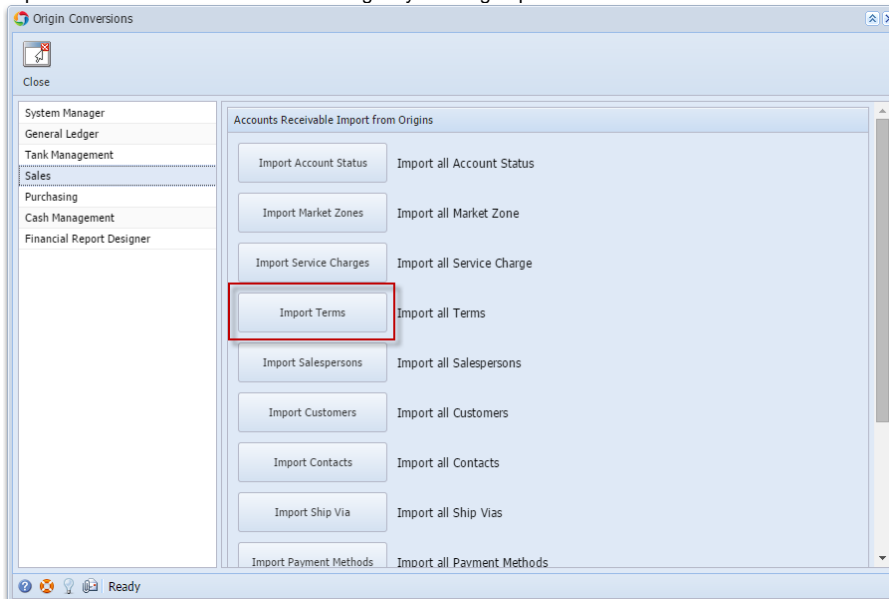 Origin Conversions
Close
System Manager
General Ledger
Tank Management
Sales
Purchasing
Cash Management
Financial Report Designer
Accounts Receivable Import from Origins
Import Account Status Import all Account Status
Import Market Zones Import all Market Zone
Import Service Charges Import all Service Charge
Import Terms Import all Terms
Import Salespersons Import all Salespersons
Import Customers Import all Customers
Import Contacts Import all Contacts
Import Ship Via Import all Ship Vias
Import Payment Methods Import all Payment Methods
Ready